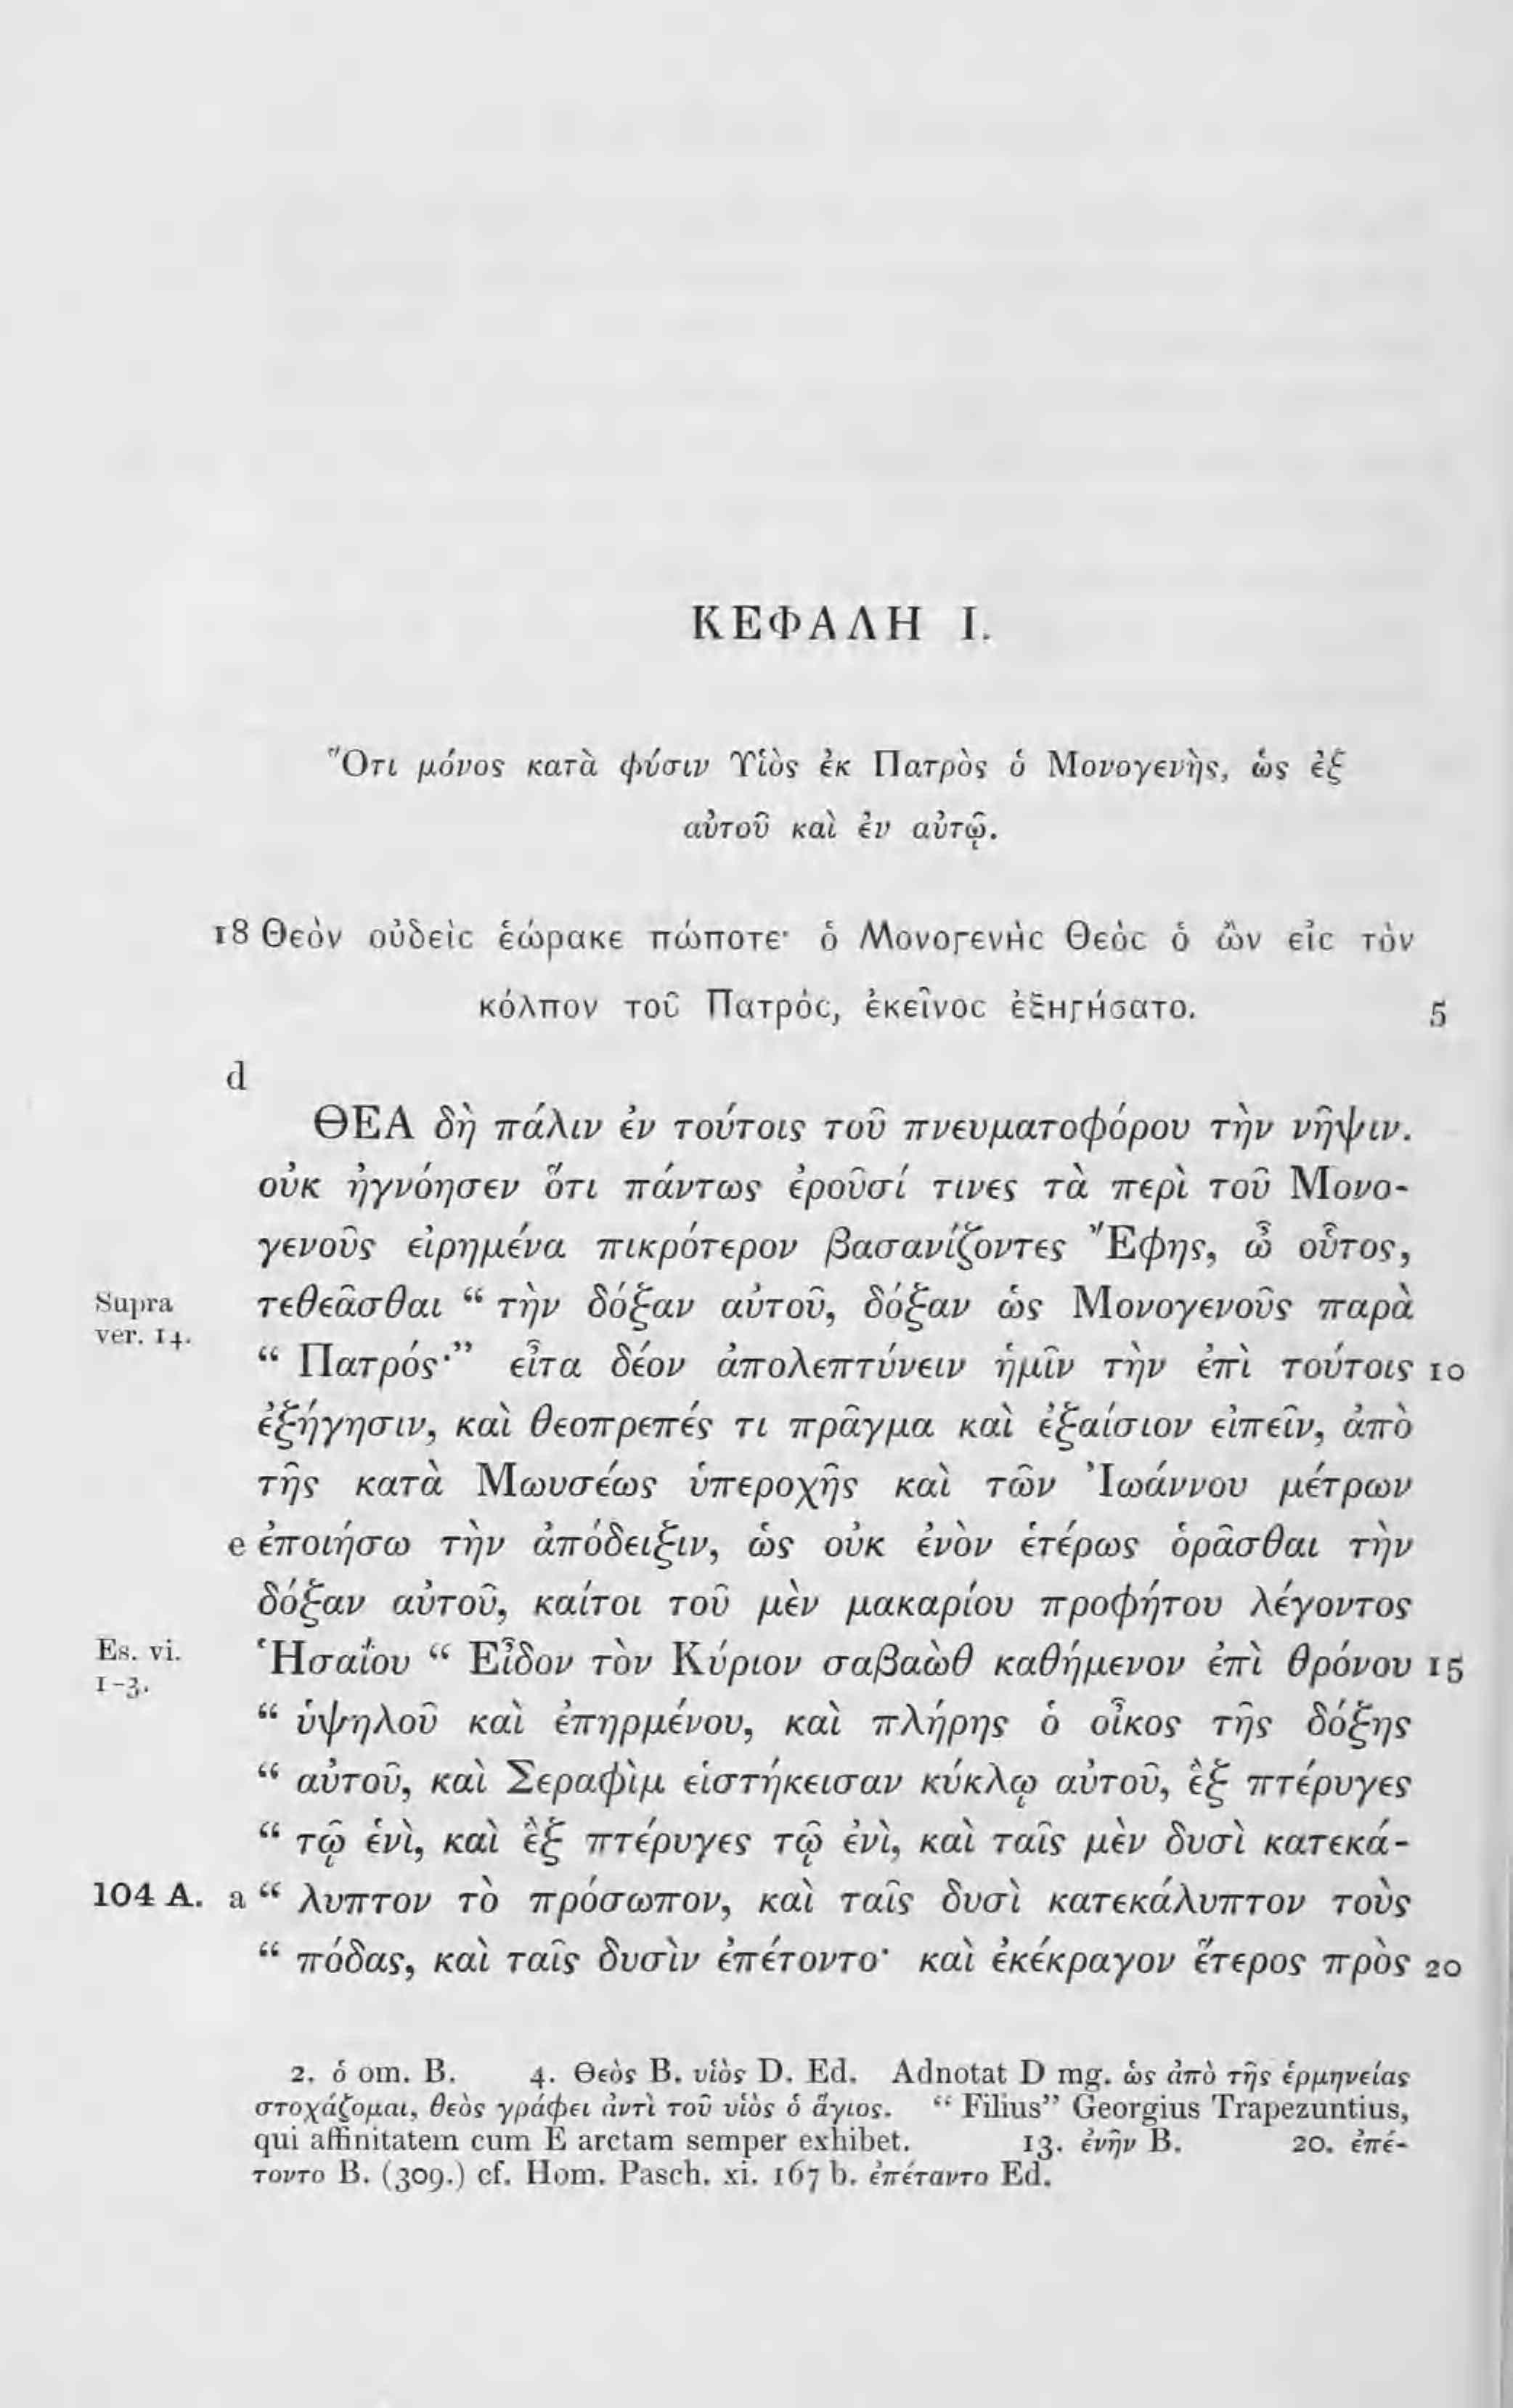 ΚΕΦΑΛΗ Ι.
Ὅτι μόνος κατὰ φύσιν Υἱὸς ἐκ Πατρὸς ὁ Μονογενὴς, ὡς ἐξ
αὐτοῦ καὶ ἐν αὐτῷ.
18 Θεὸν οὐδεὶς ἑώρακε πώποτε· ὁ Μονογενὴς Θεὸς ὁ ὢν εἰς τὸν
κόλπον τοῦ Πατρός, ἐκεῖνος ἐξηγήσατο. 5
d
ΘΕΑ δὴ πάλιν ἐν τούτοις τοῦ πνευματοφόρου τὴν νῆψιν.
οὐκ ἠγνόησεν ὅτι πάντως ἐροῦσί τινες τὰ περὶ τοῦ Μονο-
γενοῦς εἰρημένα πικρότερον βασανίζοντες Ἔφης, ὦ οὗτος,
Supra ver. 14. τεθεᾶσθαι “ τὴν δόξαν αὐτοῦ, δόξαν ὡς Μονογενοῦς παρὰ
“ Πατρός·” εἶτα δέον ἀπολεπτύνειν ἡμῖν τὴν ἐπὶ τούτοις 10
ἐξήγησιν, καὶ θεοπρεπές τι πρᾶγμα καὶ ἐξαίσιον εἰπεῖν, ἀπὸ
τῆς κατὰ Μωυσέως ὑπεροχῆς καὶ τῶν Ἰωάννου μέτρων
e ἐποιήσω τὴν ἀπόδειξιν, ὡς οὐκ ἐνὸν ἑτέρως ὁρᾶσθαι τὴν
δόξαν αὐτοῦ, καίτοι τοῦ μὲν μακαρίου προφήτου λέγοντος
Es. vi. 1-3. Ἡσαΐου “ Εἶδον τὸν Κύριον σαβαὼθ καθήμενον ἐπὶ θρόνου 15
“ ὑψηλοῦ καὶ ἐπηρμένου, καὶ πλήρης ὁ οἶκος τῆς δόξης
“ αὐτοῦ, καὶ Σεραφὶμ εἱστήκεισαν κύκλῳ αὐτοῦ, ἓξ πτέρυγες
“ τῷ ἑνὶ, καὶ ἓξ πτέρυγες τῷ ἑνὶ, καὶ ταῖς μὲν δυσὶ κατεκά-
104 A. a “ λυπτον τὸ πρόσωπον, καὶ ταῖς δυσὶ κατεκάλυπτον τοὺς
“ πόδας, καὶ ταῖς δυσὶν ἐπέτοντο· καὶ ἐκέκραγον ἕτερος πρὸς 20
2. ὁ om. B. 4. Θεὸς B. υἱὸς D. Ed. Adnotat D mg. ὡς ἀπὸ τῆς ἑρμηνείας
στοχάζομαι, θεὸς γράφει ἀντὶ τοῦ υἱὸς ὁ ἅγιος. “ Filius” Georgius Trapezuntius,
qui affinitatem cum E arctam semper exhibet. 13. ἐνῆν B. 20. ἐπέ-
τοντο B. (309.) cf. Hom. Pasch. xi. 167 b. ἐπέταντο Ed.